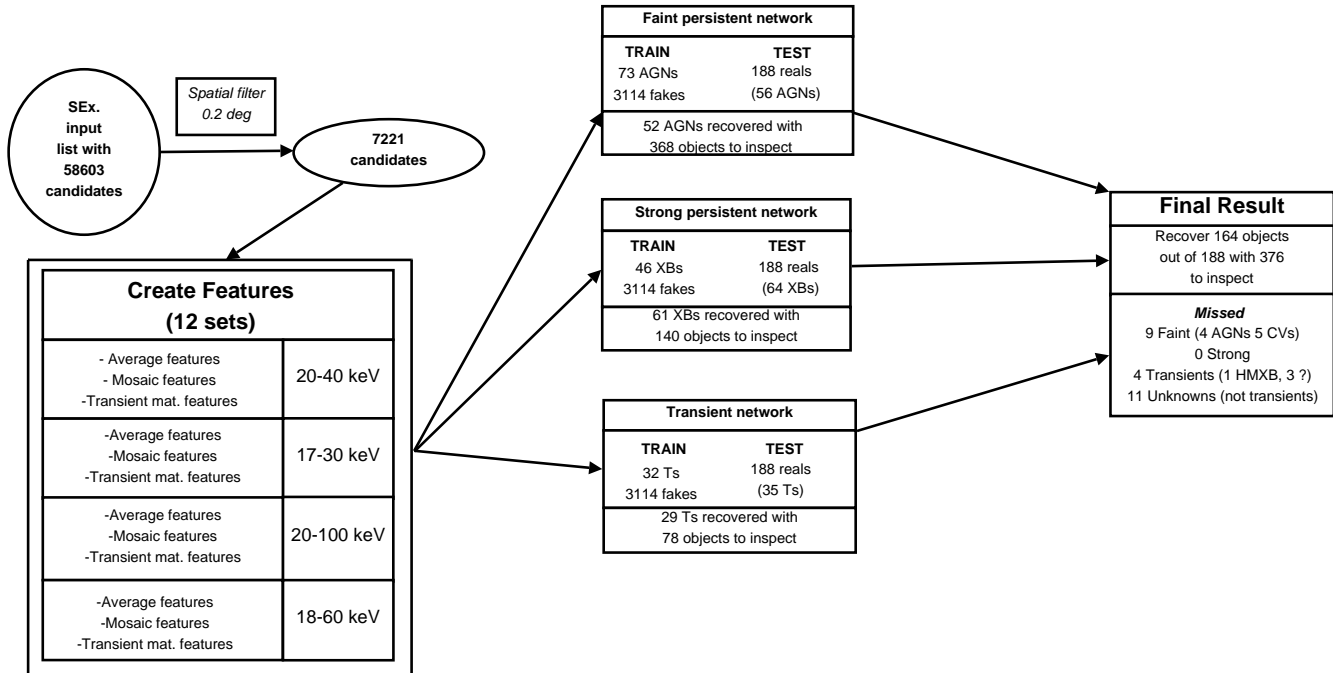 SEx.
input
list with
58603
candidates
Spatial filter
0.2 deg
7221
candidates
Create Features
(12 sets)
- Average features
- Mosaic features
-Transient mat. features
20-40 keV
-Average features
-Mosaic features
-Transient mat. features
17-30 keV
-Average features
-Mosaic features
-Transient mat. features
20-100 keV
-Average features
-Mosaic features
-Transient mat. features
18-60 keV
Faint persistent network
TRAIN
73 AGNs
3114 fakes
TEST
188 reals
(56 AGNs)
52 AGNs recovered with
368 objects to inspect
Strong persistent network
TRAIN
46 XBs
3114 fakes
TEST
188 reals
(64 XBs)
61 XBs recovered with
140 objects to inspect
Transient network
TRAIN
32 Ts
3114 fakes
TEST
188 reals
(35 Ts)
29 Ts recovered with
78 objects to inspect
Final Result
Recover 164 objects
out of 188 with 376
to inspect
Missed
9 Faint (4 AGNs 5 CVs)
0 Strong
4 Transients (1 HMXB, 3 ?)
11 Unknowns (not transients)